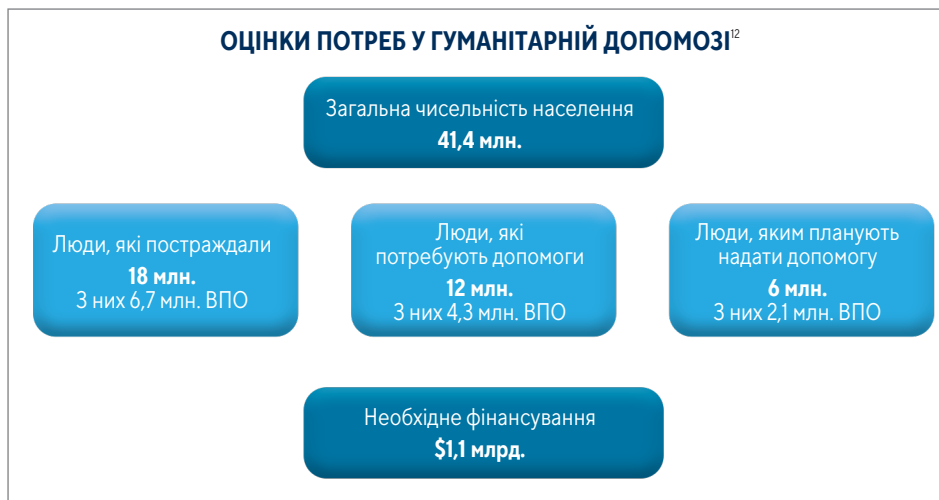 ОЦІНКИ ПОТРЕБ У ГУМАНІТАРНІЙ ДОПОМОЗІ¹²
Загальна чисельність населення
41,4 млн.
Люди, які постраждали
18 млн.
З них 6,7 млн. ВПО
Люди, які
потребують допомоги
12 млн.
З них 4,3 млн. ВПО
Люди, яким планують
надати допомогу
6 млн.
З них 2,1 млн. ВПО
Необхідне фінансування
$1,1 млрд.